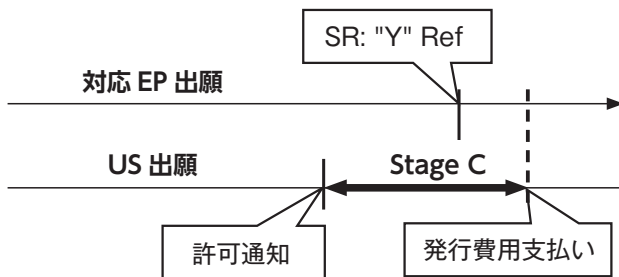 SR: "Y" Ref
対応 EP 出願
US 出願
Stage C
許可通知
発行費用支払い